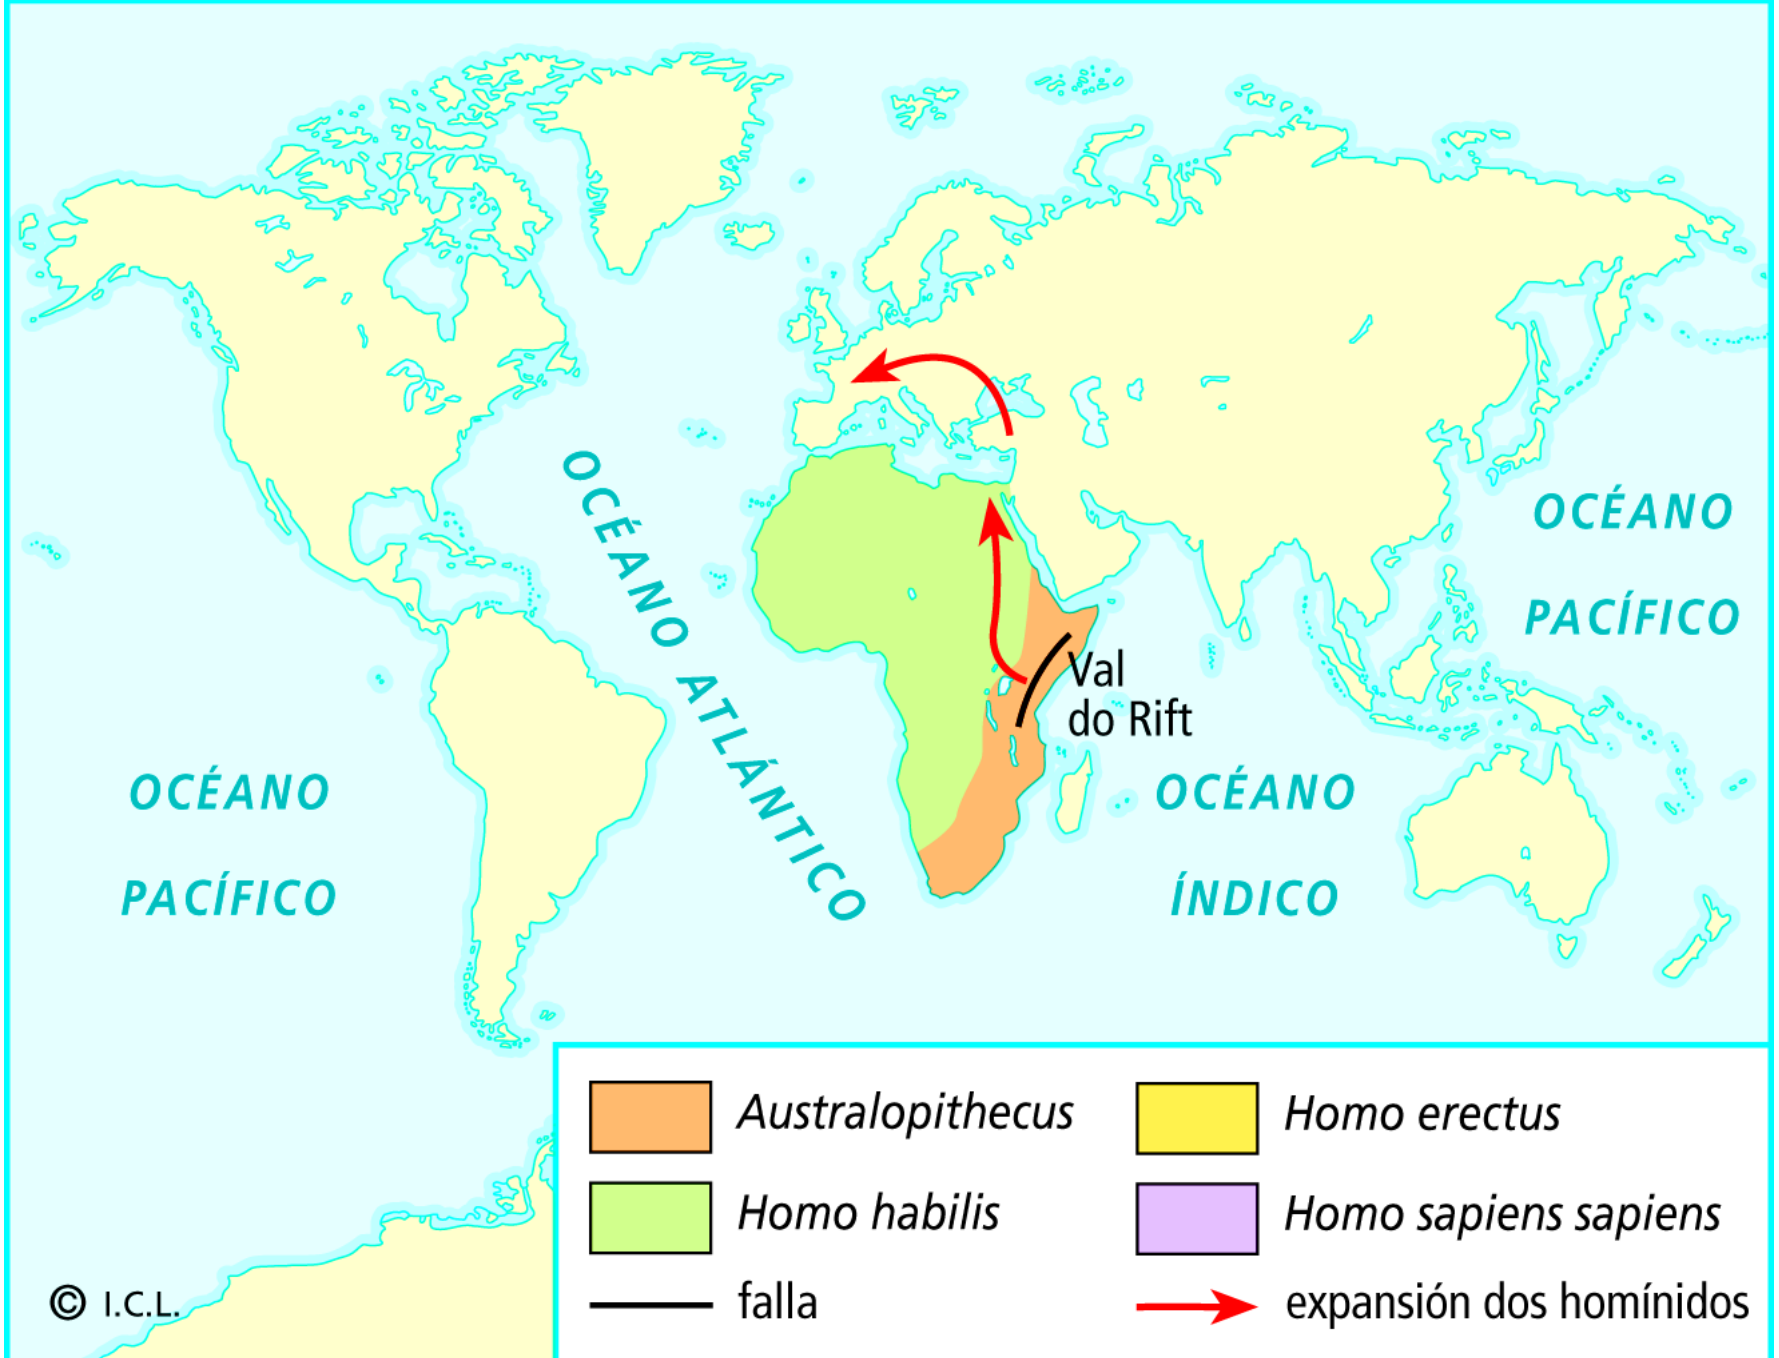 OCÉANO ATLÁNTICO
OCÉANO
PACÍFICO
Val
do Rift
OCÉANO
PACÍFICO
OCÉANO
ÍNDICO
Australopithecus
Homo erectus
Homo habilis
Homo sapiens sapiens
falla
expansión dos homínidos
© I.C.L.